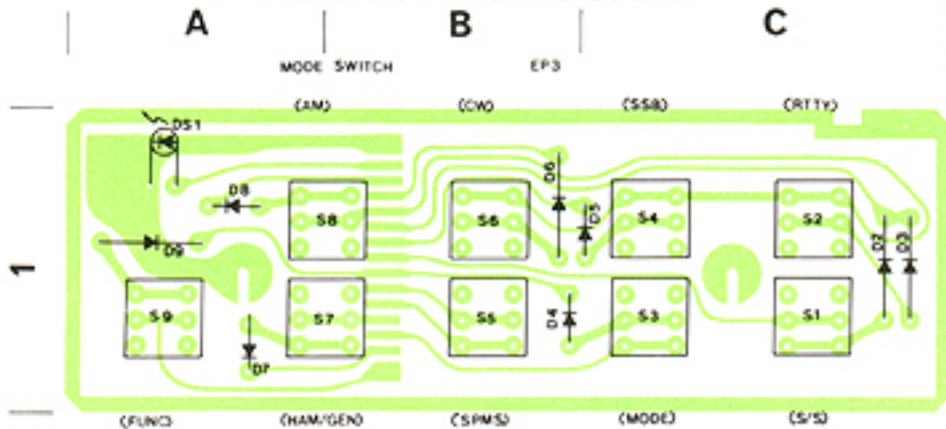 A B C
MODE SWITCH EP3
(AM) (CW) (SSB) (RTTY)
DS1
D8 D6
S8 S6 D5 S4 S2
D9 D2 D3
1
S9 S7 S5 D4 S3 S1
D7
(FUNC) (HAM/GEN) (SPMS) (MODE) (S/S)